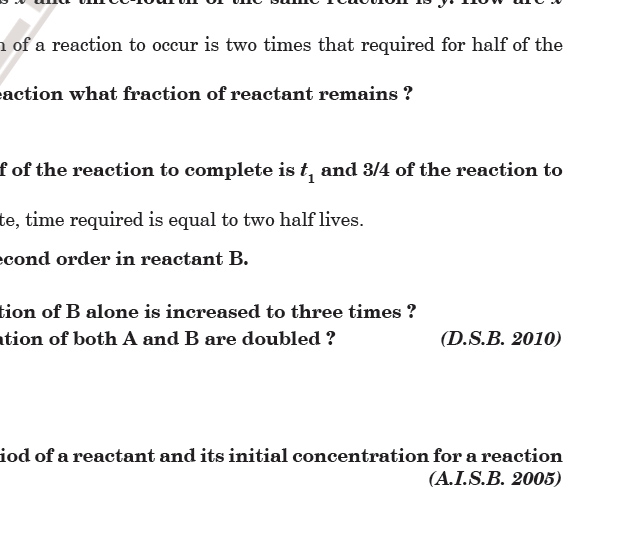 and three-fourth of the same reaction is y. How are x
of a reaction to occur is two times that required for half of the
eaction what fraction of reactant remains ?
f of the reaction to complete is t1 and 3/4 of the reaction to
te, time required is equal to two half lives.
econd order in reactant B.
tion of B alone is increased to three times ?
ation of both A and B are doubled ? (D.S.B. 2010)
iod of a reactant and its initial concentration for a reaction
(A.I.S.B. 2005)